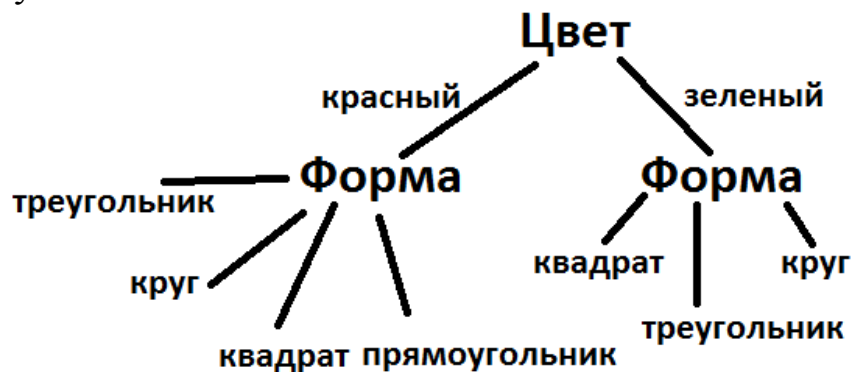 Цвет
красный
зеленый
Форма
Форма
треугольник
круг
квадрат
прямоугольник
квадрат
треугольник
круг